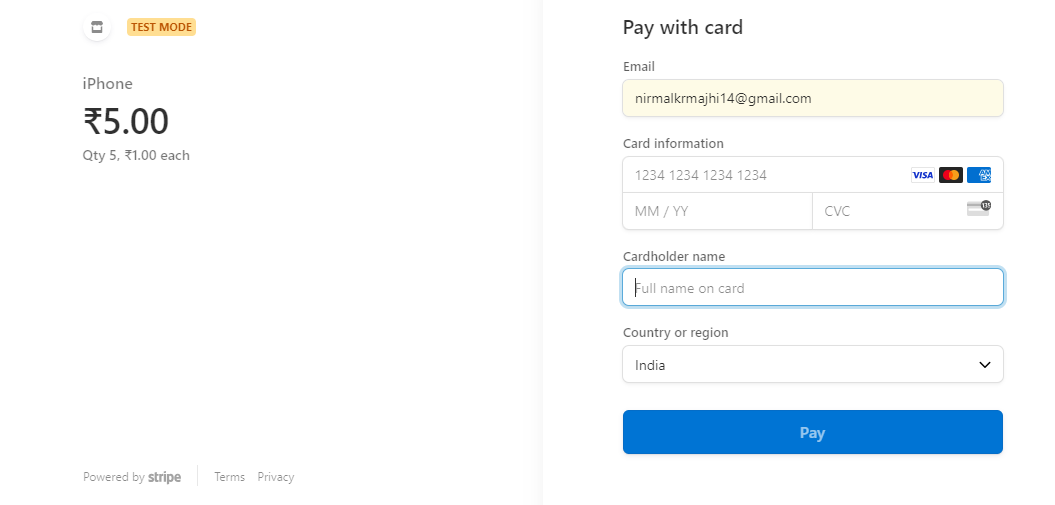 TEST MODE
iPhone
₹5.00
Qty 5, ₹1.00 each
Powered by stripe
Terms Privacy
Pay with card
Email
nirmalkrmajhi14@gmail.com
Card information
1234 1234 1234 1234
VISA
AM EX
MM / YY
CVC
135
Cardholder name
Full name on card
Country or region
India
Pay